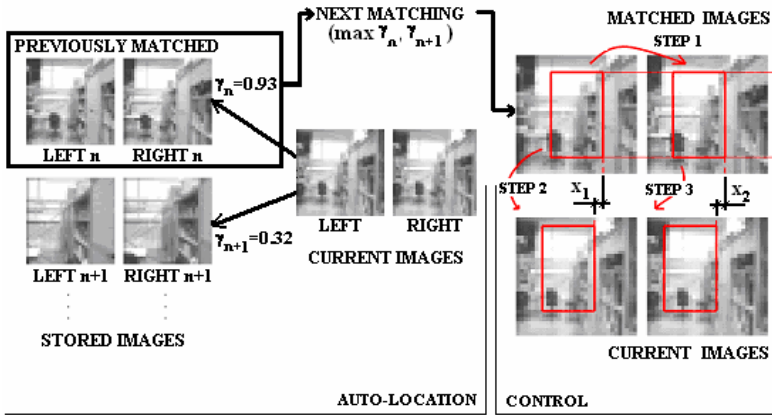 NEXT MATCHING
(max γn, γn+1)
MATCHED IMAGES
STEP 1
PREVIOUSLY MATCHED
γn=0.93
LEFT n
RIGHT n
STEP 2
X1
STEP 3
X2
LEFT
RIGHT
γn+1=0.32
CURRENT IMAGES
LEFT n+1
RIGHT n+1
STORED IMAGES
CURRENT IMAGES
AUTO-LOCATION
CONTROL